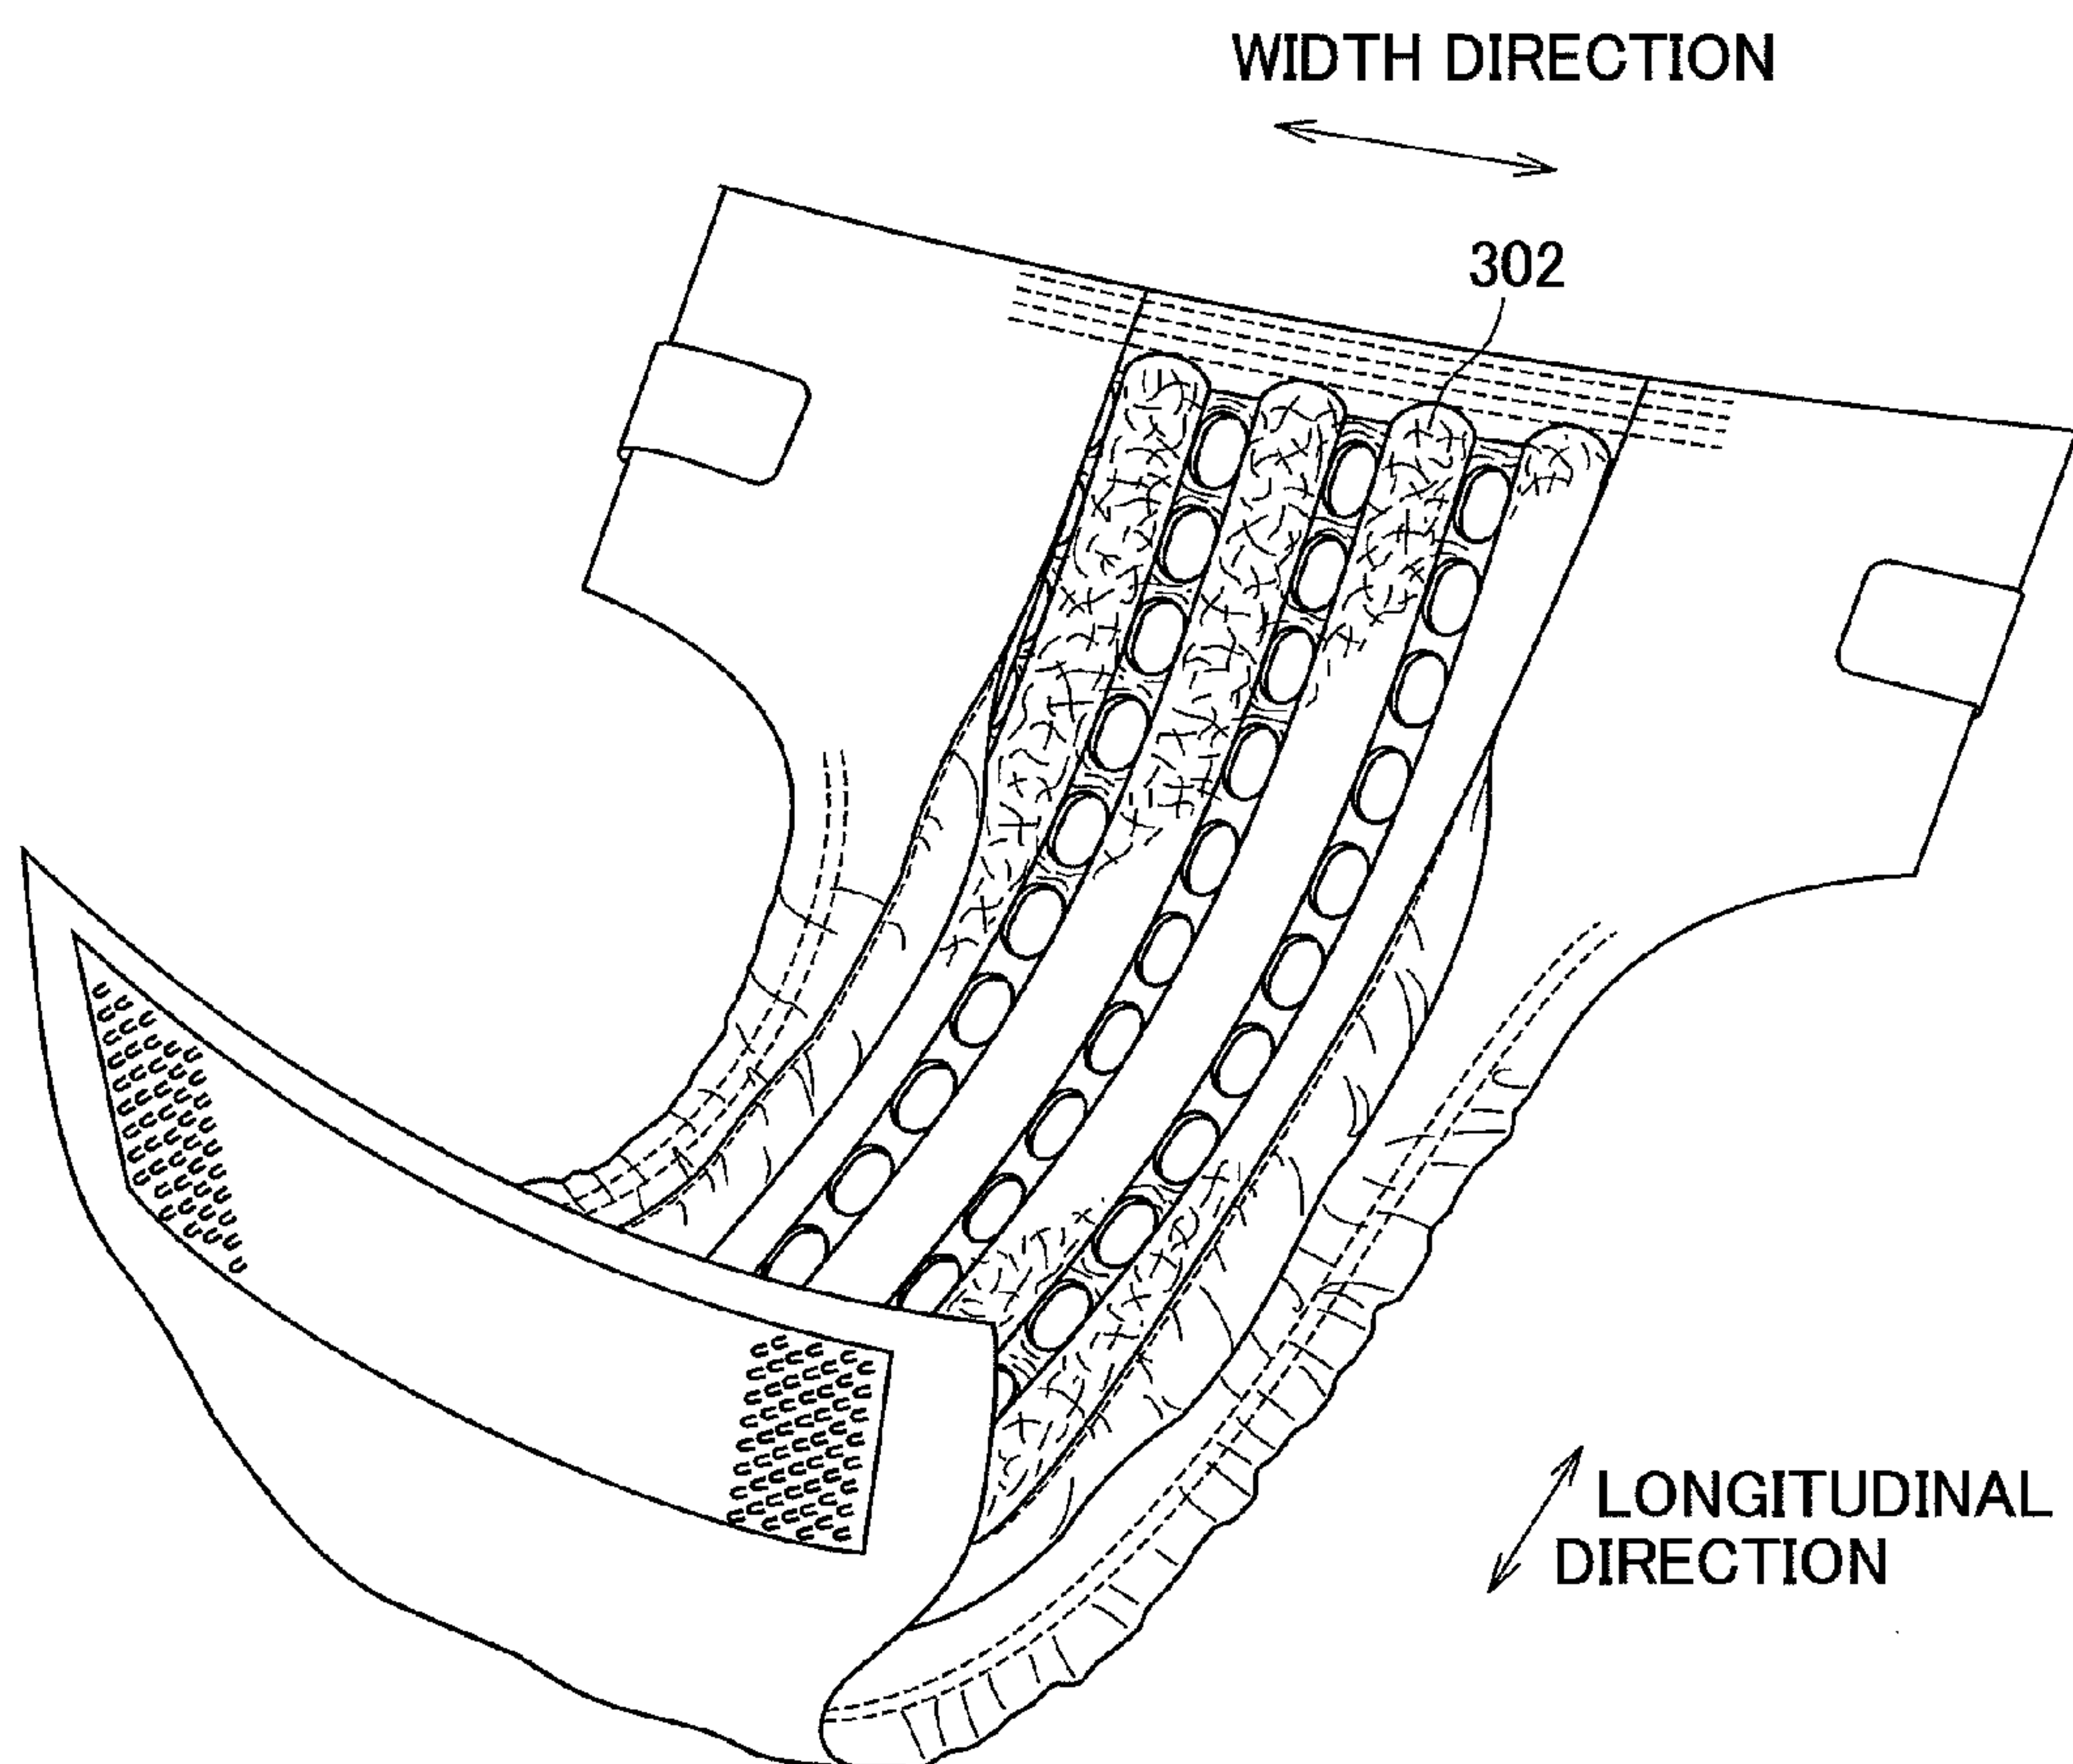 WIDTH DIRECTION
302
LONGITUDINAL
DIRECTION